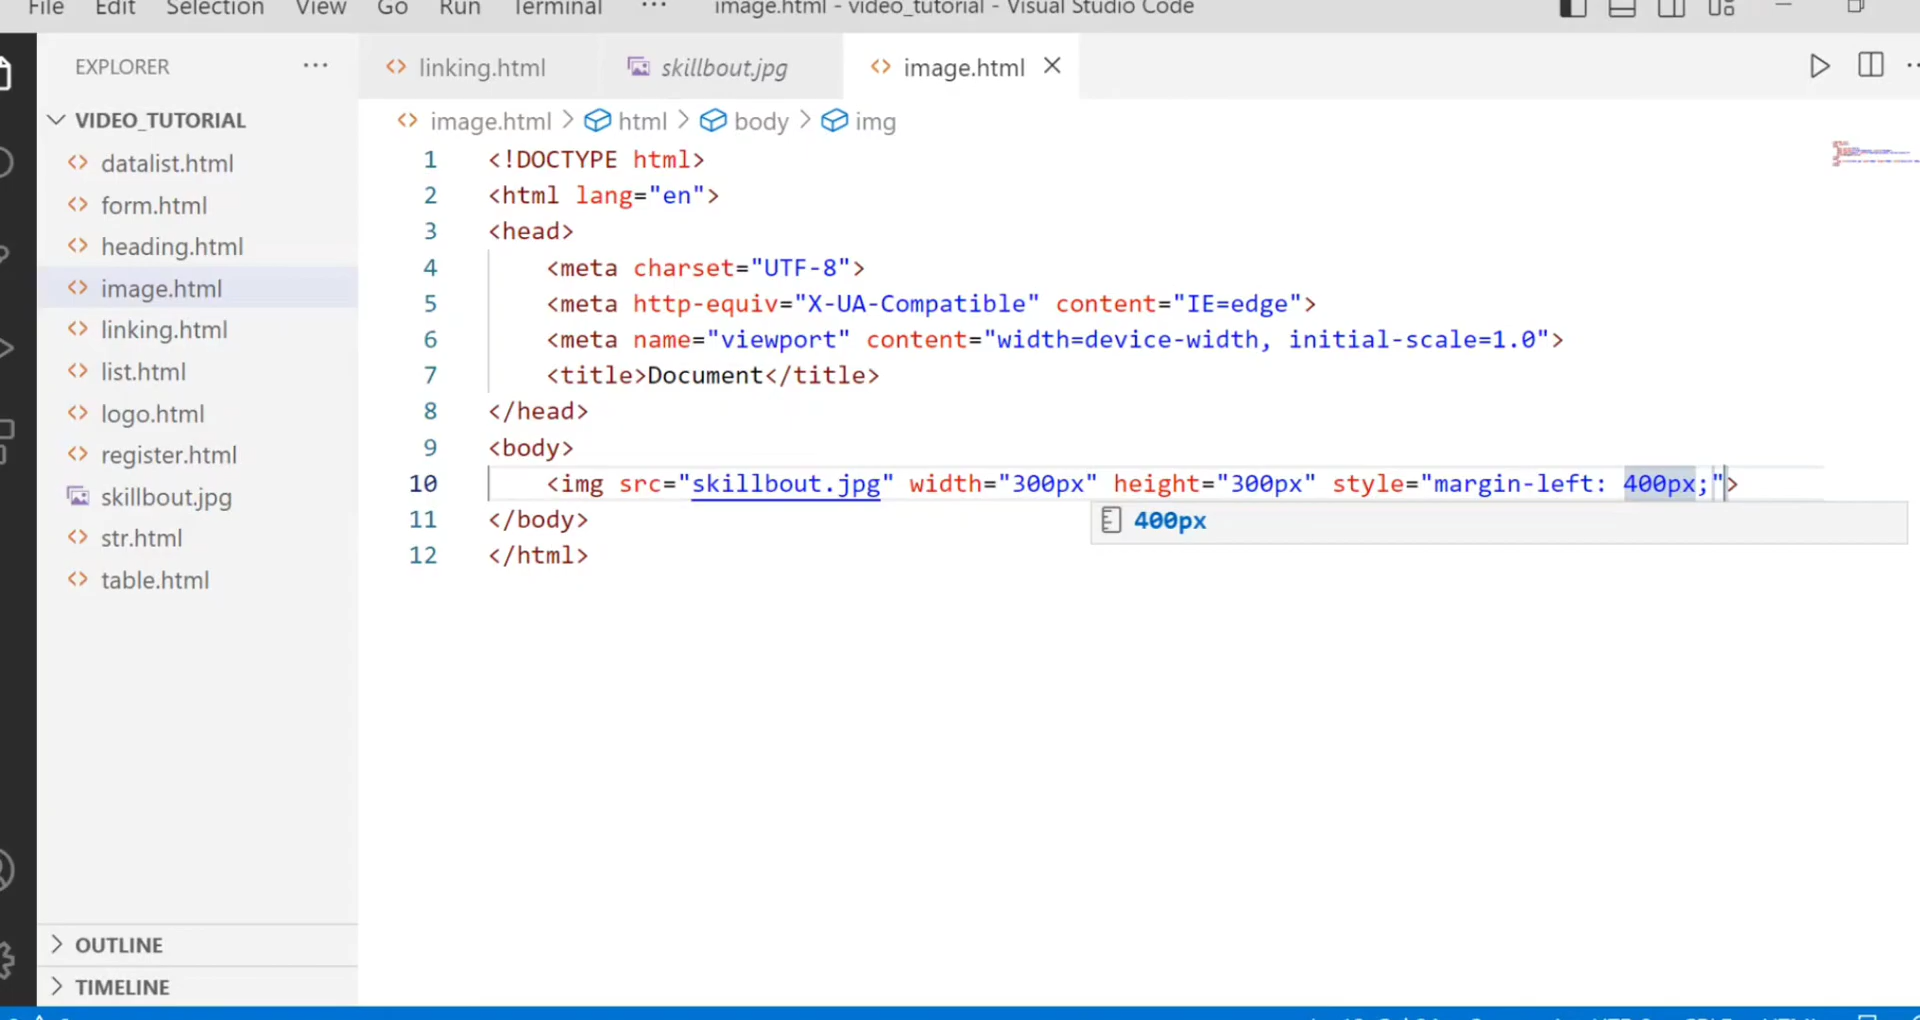 File Edit Selection View Go Run Terminal ··· image.html - video_tutorial - Visual Studio Code
EXPLORER ···
VIDEO_TUTORIAL
datalist.html
form.html
heading.html
image.html
linking.html
list.html
logo.html
register.html
skillbout.jpg
str.html
table.html
OUTLINE
TIMELINE
linking.html skillbout.jpg image.html
image.html > html > body > img
1 <!DOCTYPE html>
2 <html lang="en">
3 <head>
4 <meta charset="UTF-8">
5 <meta http-equiv="X-UA-Compatible" content="IE=edge">
6 <meta name="viewport" content="width=device-width, initial-scale=1.0">
7 <title>Document</title>
8 </head>
9 <body>
10 <img src="skillbout.jpg" width="300px" height="300px" style="margin-left: 400px;">
400px
11 </body>
12 </html>